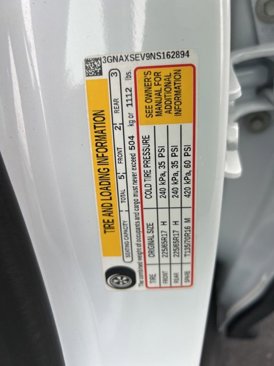 3GNAXSEV9NS162894
TIRE AND LOADING INFORMATION
SEATING CAPACITY TOTAL 5 FRONT 2 REAR 3
The combined weight of occupants and cargo must never exceed 504 kg or 1112 lbs.
TIRE ORIGINAL SIZE COLD TIRE PRESSURE
FRONT 225/65R17 H 240 kPa, 35 PSI
REAR 225/65R17 H 240 kPa, 35 PSI
SPARE T135/70R16 M 420 kPa, 60 PSI
SEE OWNER'S
MANUAL FOR
ADDITIONAL
INFORMATION